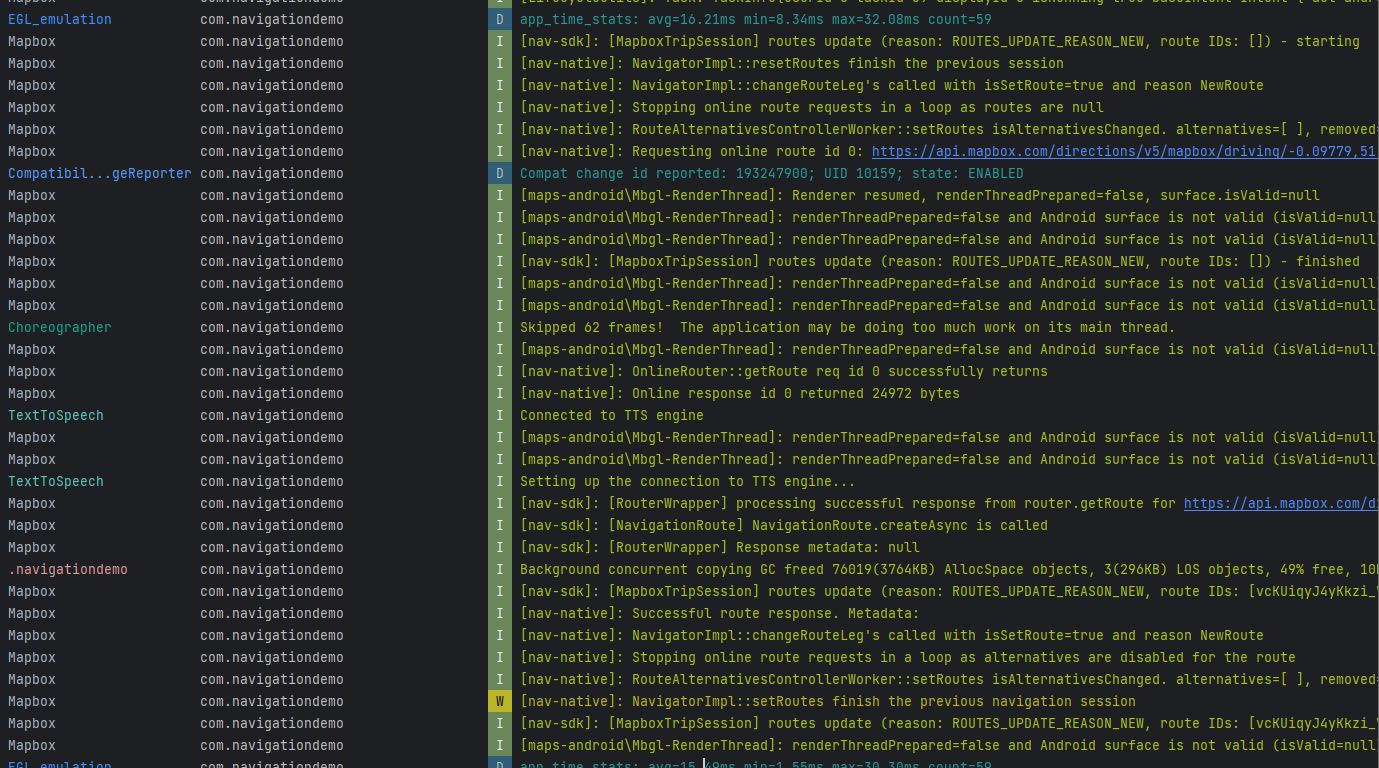 EGL_emulation com.navigationdemo D app_time_stats: avg=16.21ms min=8.34ms max=32.08ms count=59
Mapbox com.navigationdemo I [nav-sdk]: [MapboxTripSession] routes update (reason: ROUTES_UPDATE_REASON_NEW, route IDs: []) - starting
Mapbox com.navigationdemo I [nav-native]: NavigatorImpl::resetRoutes finish the previous session
Mapbox com.navigationdemo I [nav-native]: NavigatorImpl::changeRouteLeg's called with isSetRoute=true and reason NewRoute
Mapbox com.navigationdemo I [nav-native]: Stopping online route requests in a loop as routes are null
Mapbox com.navigationdemo I [nav-native]: RouteAlternativesControllerWorker::setRoutes isAlternativesChanged. alternatives=[ ], removed=
Mapbox com.navigationdemo I [nav-native]: Requesting online route id 0: https://api.mapbox.com/directions/v5/mapbox/driving/-0.09779,51
Compatibil...geReporter com.navigationdemo D Compat change id reported: 193247900; UID 10159; state: ENABLED
Mapbox com.navigationdemo I [maps-android\Mbgl-RenderThread]: Renderer resumed, renderThreadPrepared=false, surface.isValid=null
Mapbox com.navigationdemo I [maps-android\Mbgl-RenderThread]: renderThreadPrepared=false and Android surface is not valid (isValid=null
Mapbox com.navigationdemo I [maps-android\Mbgl-RenderThread]: renderThreadPrepared=false and Android surface is not valid (isValid=null
Mapbox com.navigationdemo I [nav-sdk]: [MapboxTripSession] routes update (reason: ROUTES_UPDATE_REASON_NEW, route IDs: []) - finished
Mapbox com.navigationdemo I [maps-android\Mbgl-RenderThread]: renderThreadPrepared=false and Android surface is not valid (isValid=null
Mapbox com.navigationdemo I [maps-android\Mbgl-RenderThread]: renderThreadPrepared=false and Android surface is not valid (isValid=null
Choreographer com.navigationdemo I Skipped 62 frames!  The application may be doing too much work on its main thread.
Mapbox com.navigationdemo I [maps-android\Mbgl-RenderThread]: renderThreadPrepared=false and Android surface is not valid (isValid=null
Mapbox com.navigationdemo I [nav-native]: OnlineRouter::getRoute req id 0 successfully returns
Mapbox com.navigationdemo I [nav-native]: Online response id 0 returned 24972 bytes
TextToSpeech com.navigationdemo I Connected to TTS engine
Mapbox com.navigationdemo I [maps-android\Mbgl-RenderThread]: renderThreadPrepared=false and Android surface is not valid (isValid=null
Mapbox com.navigationdemo I [maps-android\Mbgl-RenderThread]: renderThreadPrepared=false and Android surface is not valid (isValid=null
TextToSpeech com.navigationdemo I Setting up the connection to TTS engine...
Mapbox com.navigationdemo I [nav-sdk]: [RouterWrapper] processing successful response from router.getRoute for https://api.mapbox.com/di
Mapbox com.navigationdemo I [nav-sdk]: [NavigationRoute] NavigationRoute.createAsync is called
Mapbox com.navigationdemo I [nav-sdk]: [RouterWrapper] Response metadata: null
.navigationdemo com.navigationdemo I Background concurrent copying GC freed 76019(3764KB) AllocSpace objects, 3(296KB) LOS objects, 49% free,
Mapbox com.navigationdemo I [nav-sdk]: [MapboxTripSession] routes update (reason: ROUTES_UPDATE_REASON_NEW, route IDs: [vcKUiqyJ4yKkzi_
Mapbox com.navigationdemo I [nav-native]: Successful route response. Metadata:
Mapbox com.navigationdemo I [nav-native]: NavigatorImpl::changeRouteLeg's called with isSetRoute=true and reason NewRoute
Mapbox com.navigationdemo I [nav-native]: Stopping online route requests in a loop as alternatives are disabled for the route
Mapbox com.navigationdemo I [nav-native]: RouteAlternativesControllerWorker::setRoutes isAlternativesChanged. alternatives=[ ], removed=
Mapbox com.navigationdemo W [nav-native]: NavigatorImpl::setRoutes finish the previous navigation session
Mapbox com.navigationdemo I [nav-sdk]: [MapboxTripSession] routes update (reason: ROUTES_UPDATE_REASON_NEW, route IDs: [vcKUiqyJ4yKkzi_
Mapbox com.navigationdemo I [maps-android\Mbgl-RenderThread]: renderThreadPrepared=false and Android surface is not valid (isValid=null
EGL_emulation com.navigationdemo D app_time_stats: avg=15.49ms min=1.55ms max=30.30ms count=59